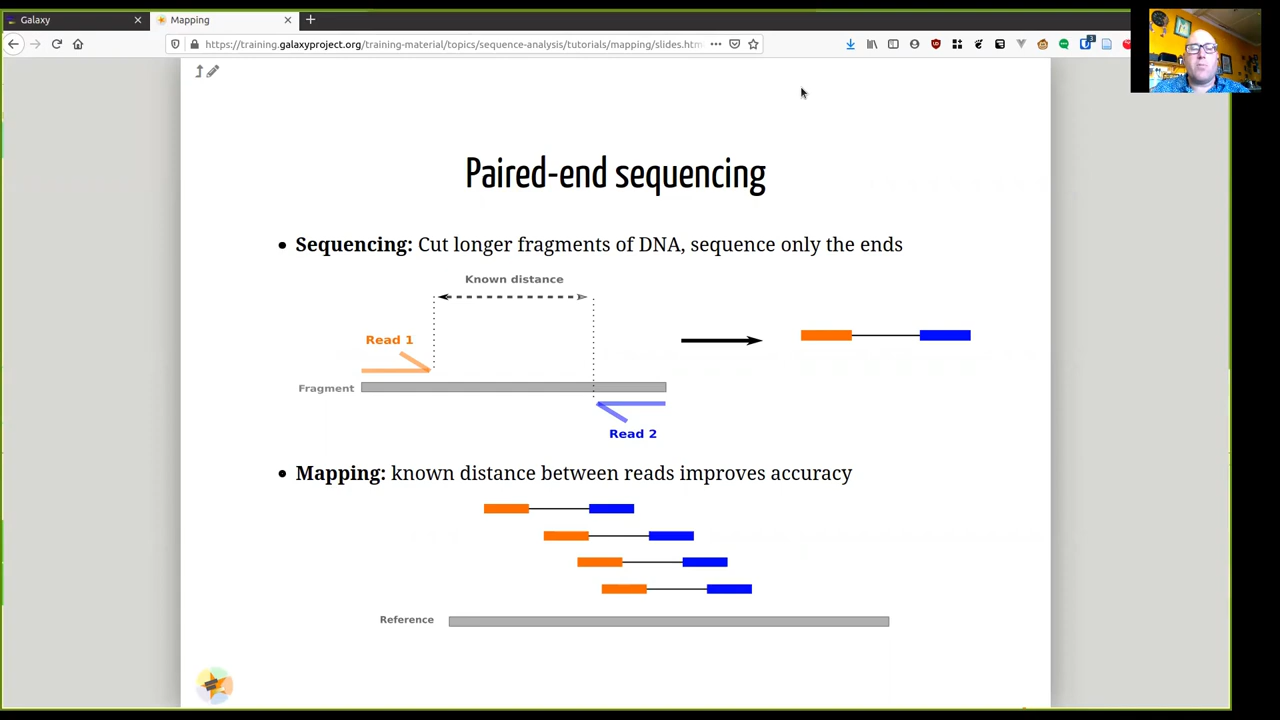 Galaxy
Mapping
https://training.galaxyproject.org/training-material/topics/sequence-analysis/tutorials/mapping/slides.htm
Paired-end sequencing
Sequencing: Cut longer fragments of DNA, sequence only the ends
Known distance
Read 1
Fragment
Read 2
Mapping: known distance between reads improves accuracy
Reference